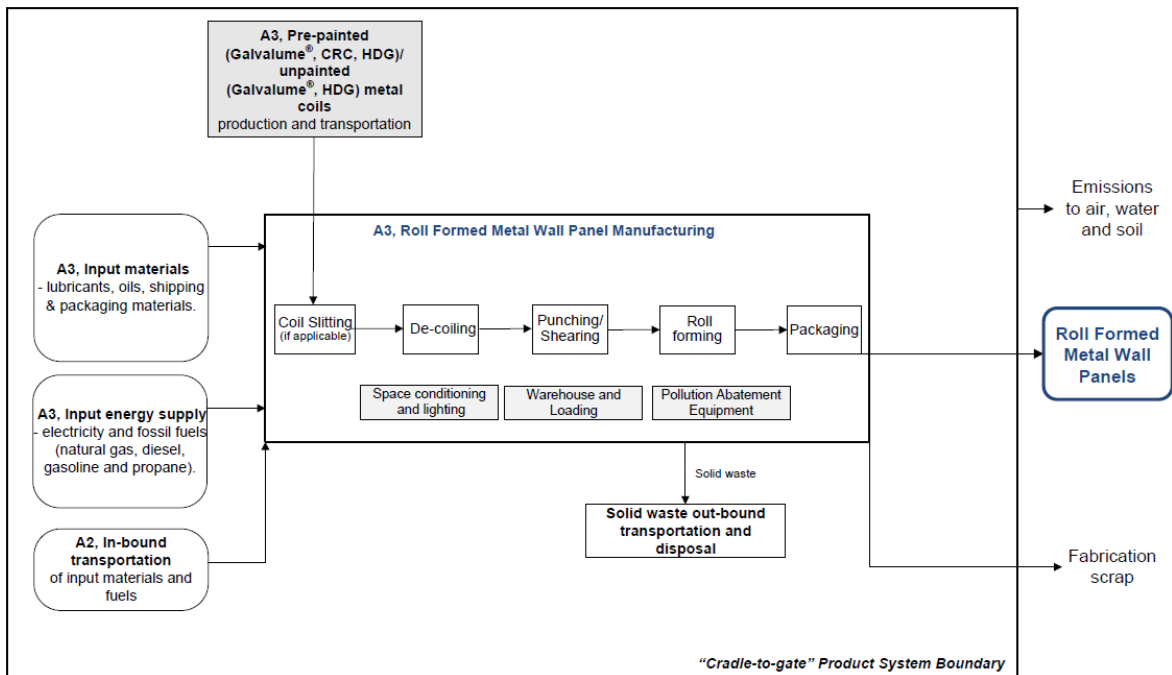 A3, Pre-painted
(Galvalume®, CRC, HDG)/
unpainted
(Galvalume®, HDG) metal
coils
production and transportation
Emissions
to air, water
and soil
A3, Roll Formed Metal Wall Panel Manufacturing
A3, Input materials
- lubricants, oils, shipping
& packaging materials.
Coil Slitting
(if applicable)
De-coiling
Punching/
Shearing
Roll
forming
Packaging
Roll Formed
Metal Wall
Panels
Space conditioning
and lighting
Warehouse and
Loading
Pollution Abatement
Equipment
A3, Input energy supply
- electricity and fossil fuels
(natural gas, diesel,
gasoline and propane).
Solid waste
Solid waste out-bound
transportation and
disposal
A2, In-bound
transportation
of input materials and
fuels
Fabrication
scrap
"Cradle-to-gate" Product System Boundary